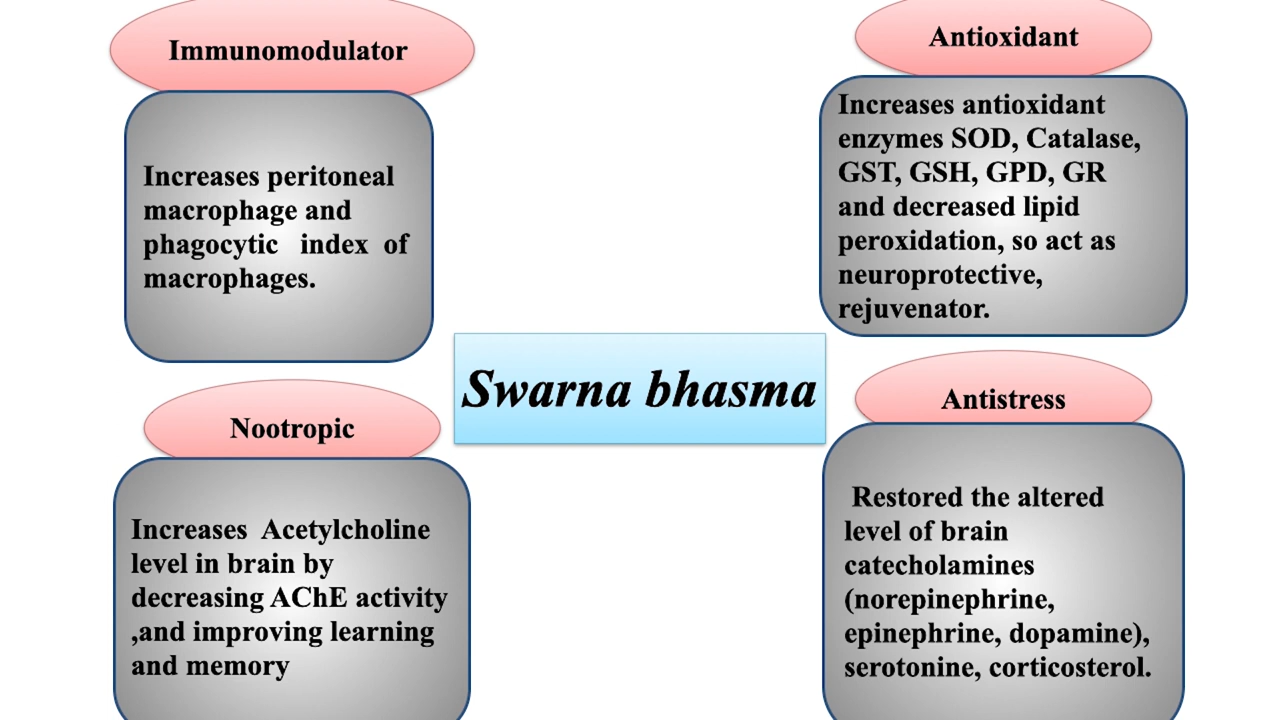 Immunomodulator
Increases peritoneal
macrophage and
phagocytic index of
macrophages.
Antioxidant
Increases antioxidant
enzymes SOD, Catalase,
GST, GSH, GPD, GR
and decreased lipid
peroxidation, so act as
neuroprotective,
rejuvenator.
Swarna bhasma
Nootropic
Increases Acetylcholine
level in brain by
decreasing AChE activity
,and improving learning
and memory
Antistress
Restored the altered
level of brain
catecholamines
(norepinephrine,
epinephrine, dopamine),
serotonine, corticosterol.